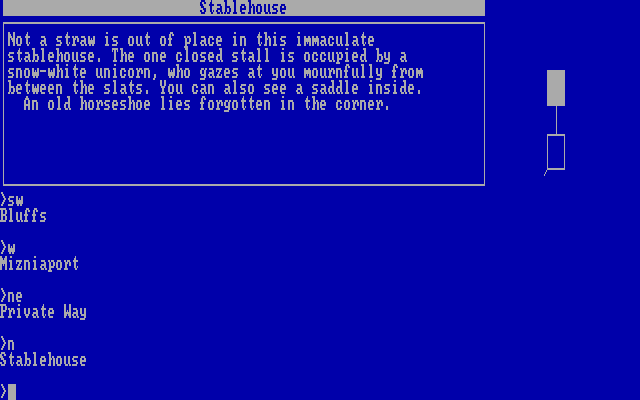 Stablehouse
Not a straw is out of place in this immaculate
stablehouse. The one closed stall is occupied by a
snow-white unicorn, who gazes at you mournfully from
between the slats. You can also see a saddle inside.
An old horseshoe lies forgotten in the corner.
>sw
Bluffs
>w
Mizniaport
>ne
Private Way
>n
Stablehouse
>